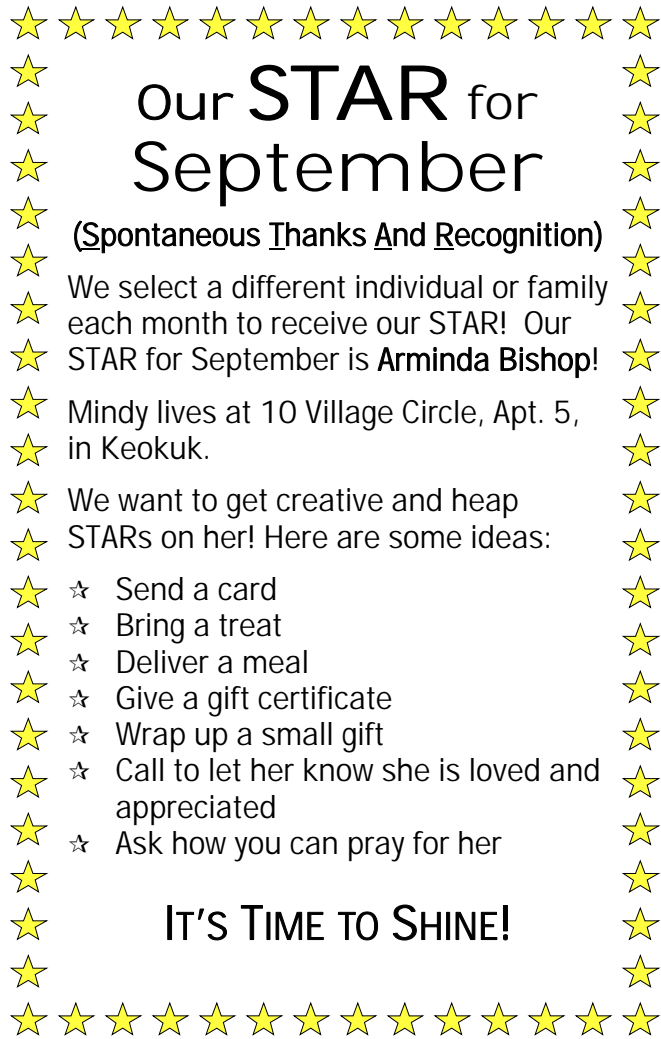 Our STAR for
September
(Spontaneous Thanks And Recognition)
We select a different individual or family
each month to receive our STAR!  Our
STAR for September is Arminda Bishop!
Mindy lives at 10 Village Circle, Apt. 5,
in Keokuk.
We want to get creative and heap
STARs on her! Here are some ideas:
✰ Send a card
✰ Bring a treat
✰ Deliver a meal
✰ Give a gift certificate
✰ Wrap up a small gift
✰ Call to let her know she is loved and
appreciated
✰ Ask how you can pray for her
IT'S TIME TO SHINE!